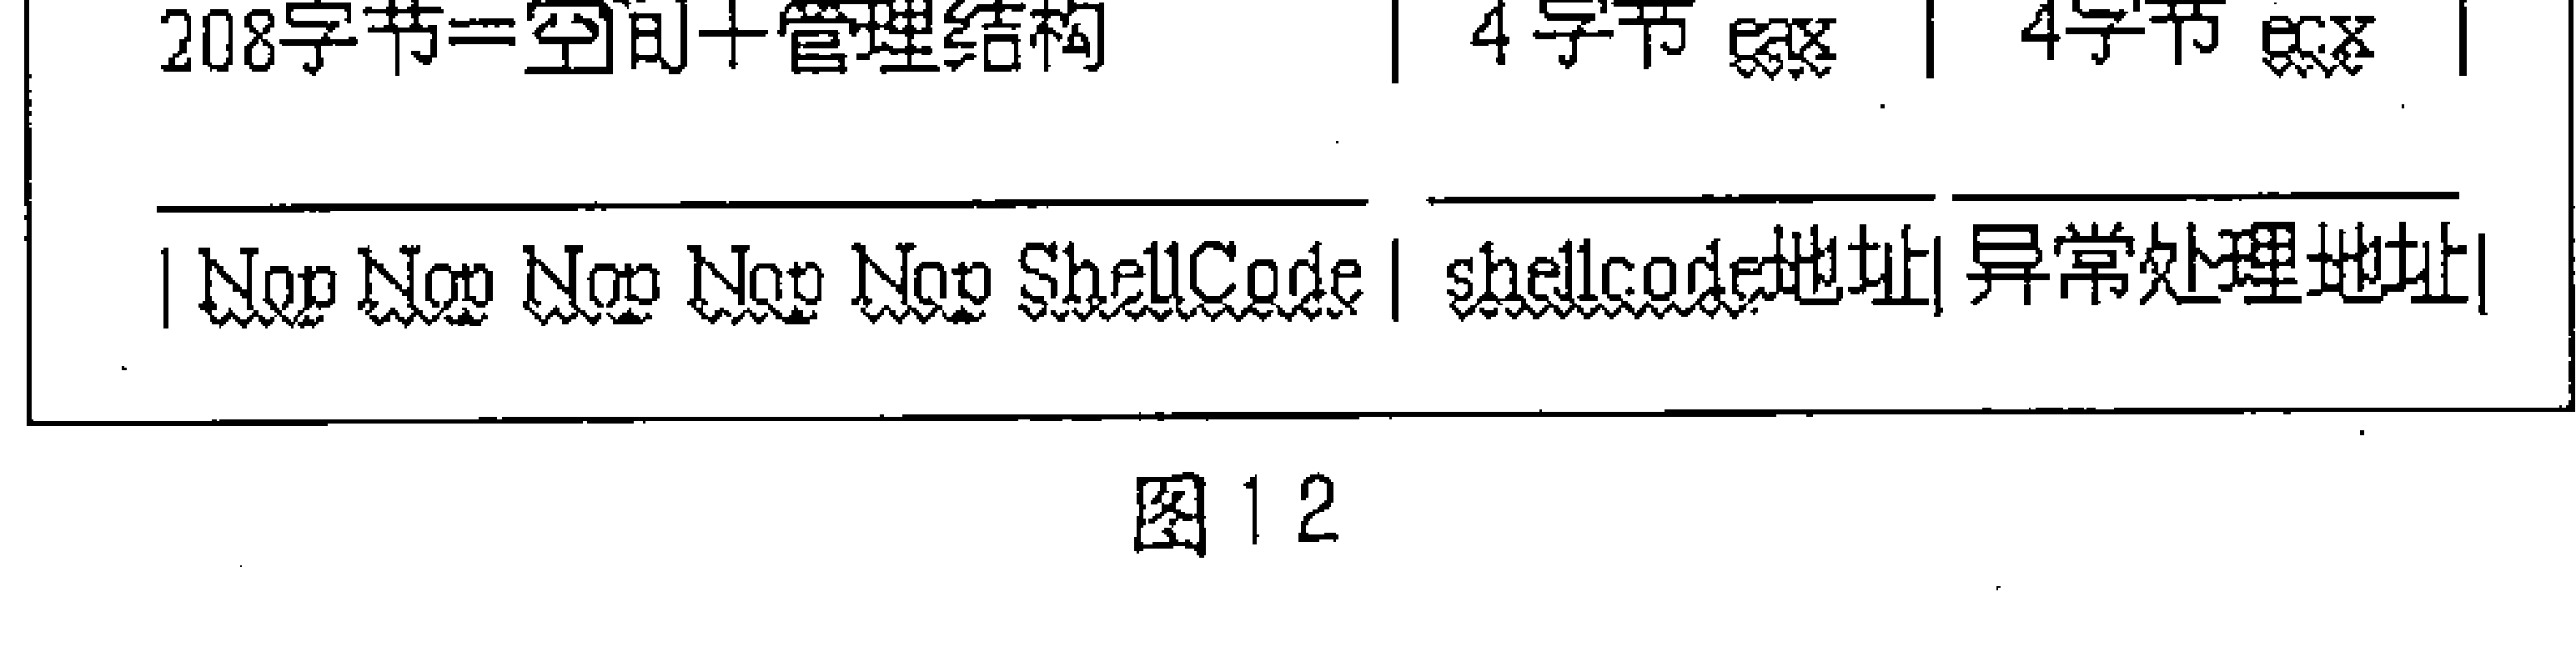 208字节=空间+管理结构 | 4字节 eax | 4字节 ecx |
| Nop Nop Nop Nop Nop ShellCode | shellcode地址| 异常处理地址|
图12